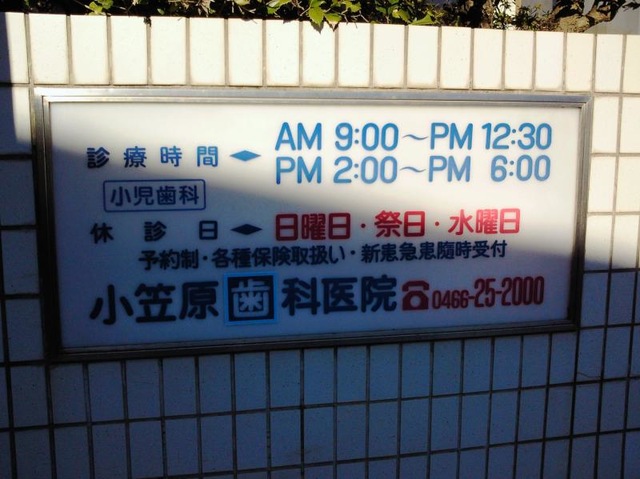 診療時間 AM 9:00～PM 12:30
PM 2:00～PM 6:00
小児歯科
休診日 日曜日・祭日・水曜日
予約制・各種保険取扱い・新患急患随時受付
小笠原歯科医院 ☎0466-25-2000